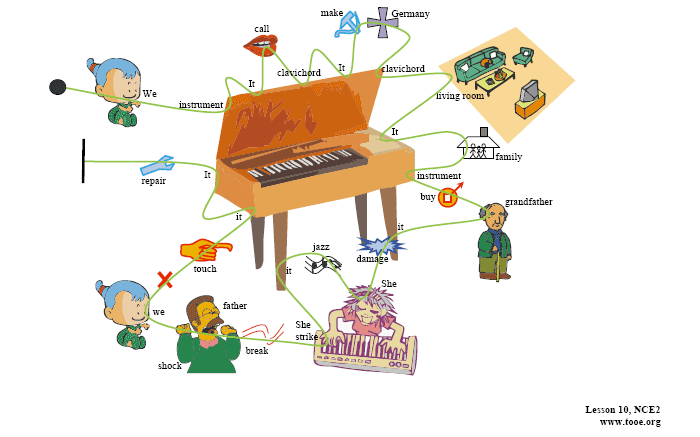 call
make
Germany
It
clavichord
It
clavichord
We
instrument
living room
It
family
repair
It
instrument
buy
grandfather
it
it
touch
jazz
it
damage
we
father
She
She
strike
break
shock
Lesson 10, NCE2
www.tooe.org